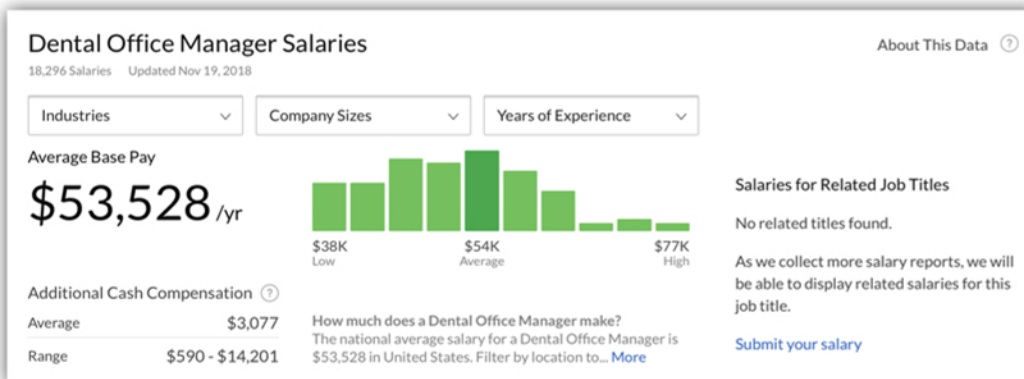 Dental Office Manager Salaries
About This Data ?
18,296 Salaries Updated Nov 19, 2018
Industries
Company Sizes
Years of Experience
Average Base Pay
$53,528 /yr
$38K
Low
$54K
Average
$77K
High
Additional Cash Compensation ?
Average $3,077
Range $590 - $14,201
How much does a Dental Office Manager make?
The national average salary for a Dental Office Manager is
$53,528 in United States. Filter by location to... More
Salaries for Related Job Titles
No related titles found.
As we collect more salary reports, we will
be able to display related salaries for this
job title.
Submit your salary